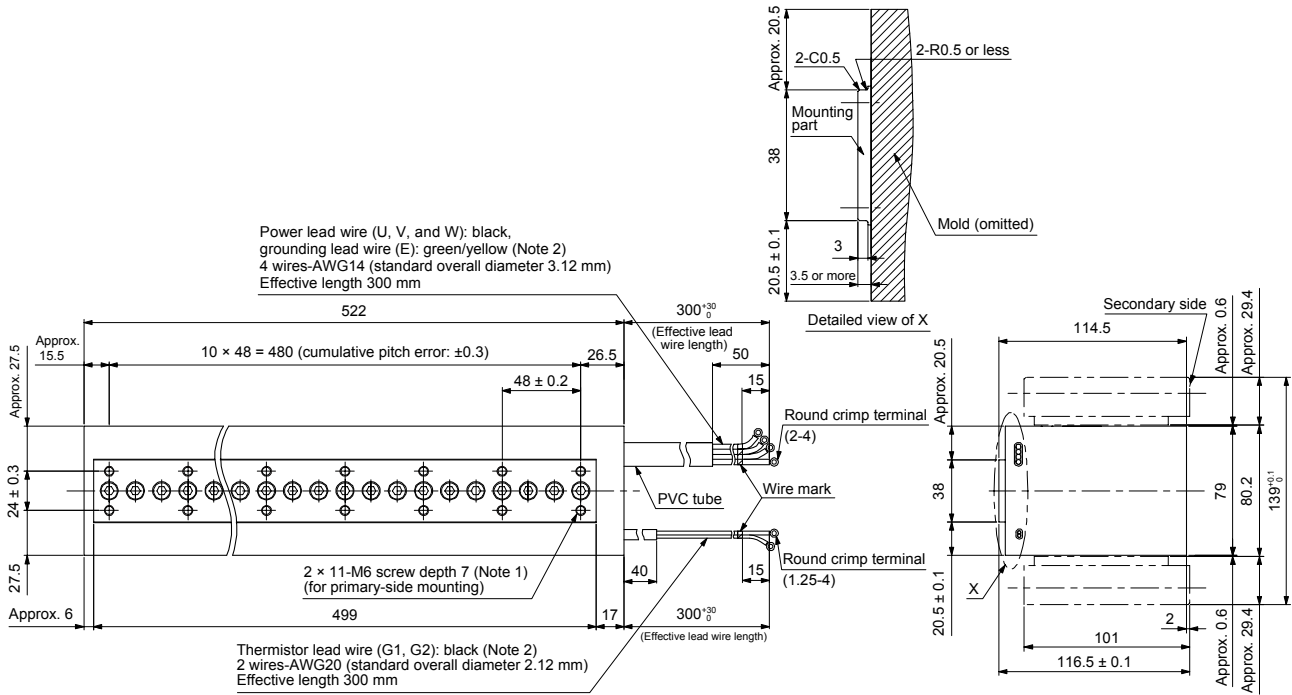 Approx. 20.5
2-C0.5
2-R0.5 or less
Mounting
part
38
Mold (omitted)
20.5 ± 0.1
3
3.5 or more
Detailed view of X
Power lead wire (U, V, and W): black,
grounding lead wire (E): green/yellow (Note 2)
4 wires-AWG14 (standard overall diameter 3.12 mm)
Effective length 300 mm
522
300 +30 0
(Effective lead
wire length)
Approx.
15.5
10 × 48 = 480 (cumulative pitch error: ±0.3)
26.5
50
48 ± 0.2
15
Approx. 27.5
24 ± 0.3
27.5
Round crimp terminal
(2-4)
PVC tube
Wire mark
Round crimp terminal
(1.25-4)
2 × 11-M6 screw depth 7 (Note 1)
(for primary-side mounting)
40
15
Approx. 6
499
17
300 +30 0
(Effective lead wire length)
Thermistor lead wire (G1, G2): black (Note 2)
2 wires-AWG20 (standard overall diameter 2.12 mm)
Effective length 300 mm
Secondary side
114.5
Approx. 0.6
Approx. 29.4
Approx. 20.5
38
79
80.2
139 +0.1 0
20.5 ± 0.1
X
2
101
116.5 ± 0.1
Approx. 0.6
Approx. 29.4